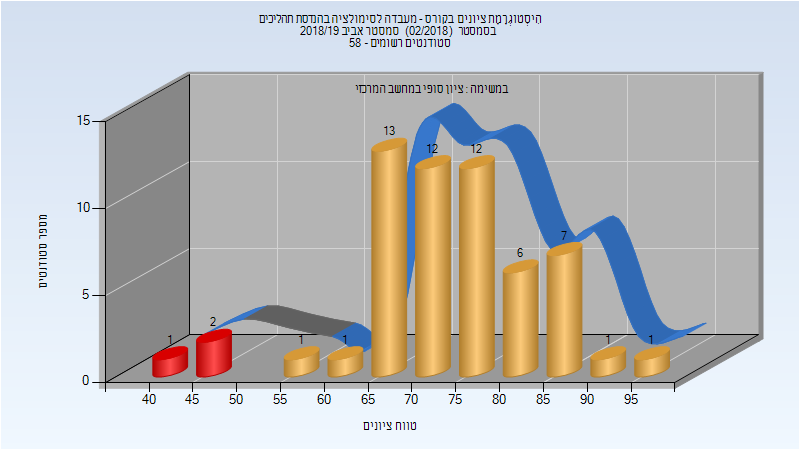 הִיסְטוֹגְרָמַת ציונים בקורס - מעבדה לסימולציה בהנדסת תהליכים
בסמסטר (02/2018) סמסטר אביב 2018/19
58 - סטודנטים רשומים
במשימה : ציון סופי במחשב המרכזי
15
10
5
0
מספר סטודנטים
1
2
1
1
13
12
12
6
7
1
1
40 45 50 55 60 65 70 75 80 85 90 95
טווח ציונים